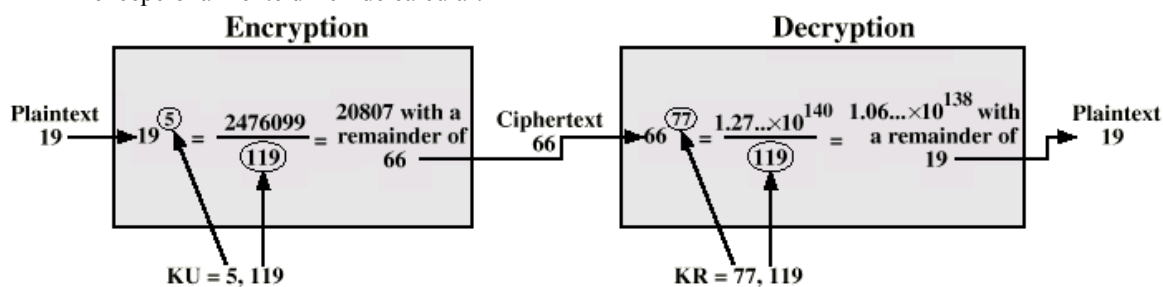 Encryption
Decryption
Plaintext
19
19^5 = 2476099 / 119 = 20807 with a
remainder of
66
Ciphertext
66
66^77 = 1.27...×10^140 / 119 = 1.06...×10^138 with
a remainder of
19
Plaintext
19
KU = 5, 119
KR = 77, 119